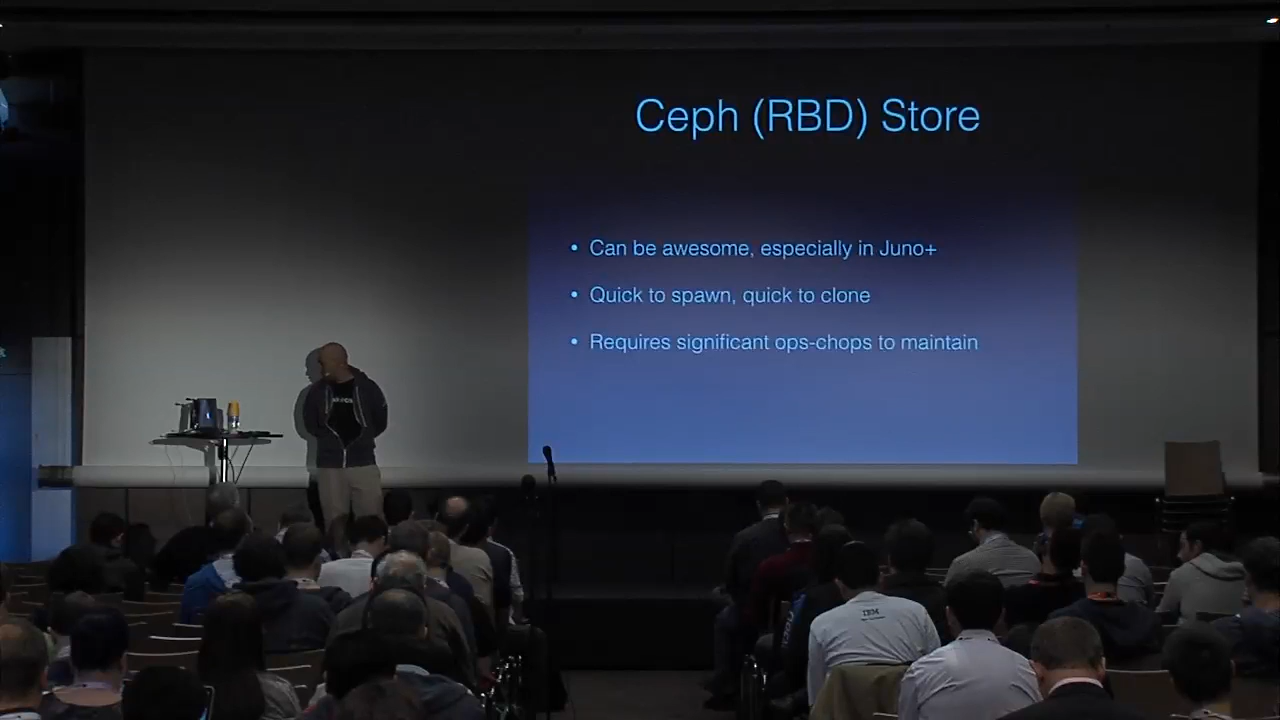 Ceph (RBD) Store
• Can be awesome, especially in Juno+
• Quick to spawn, quick to clone
• Requires significant ops-chops to maintain
IBM